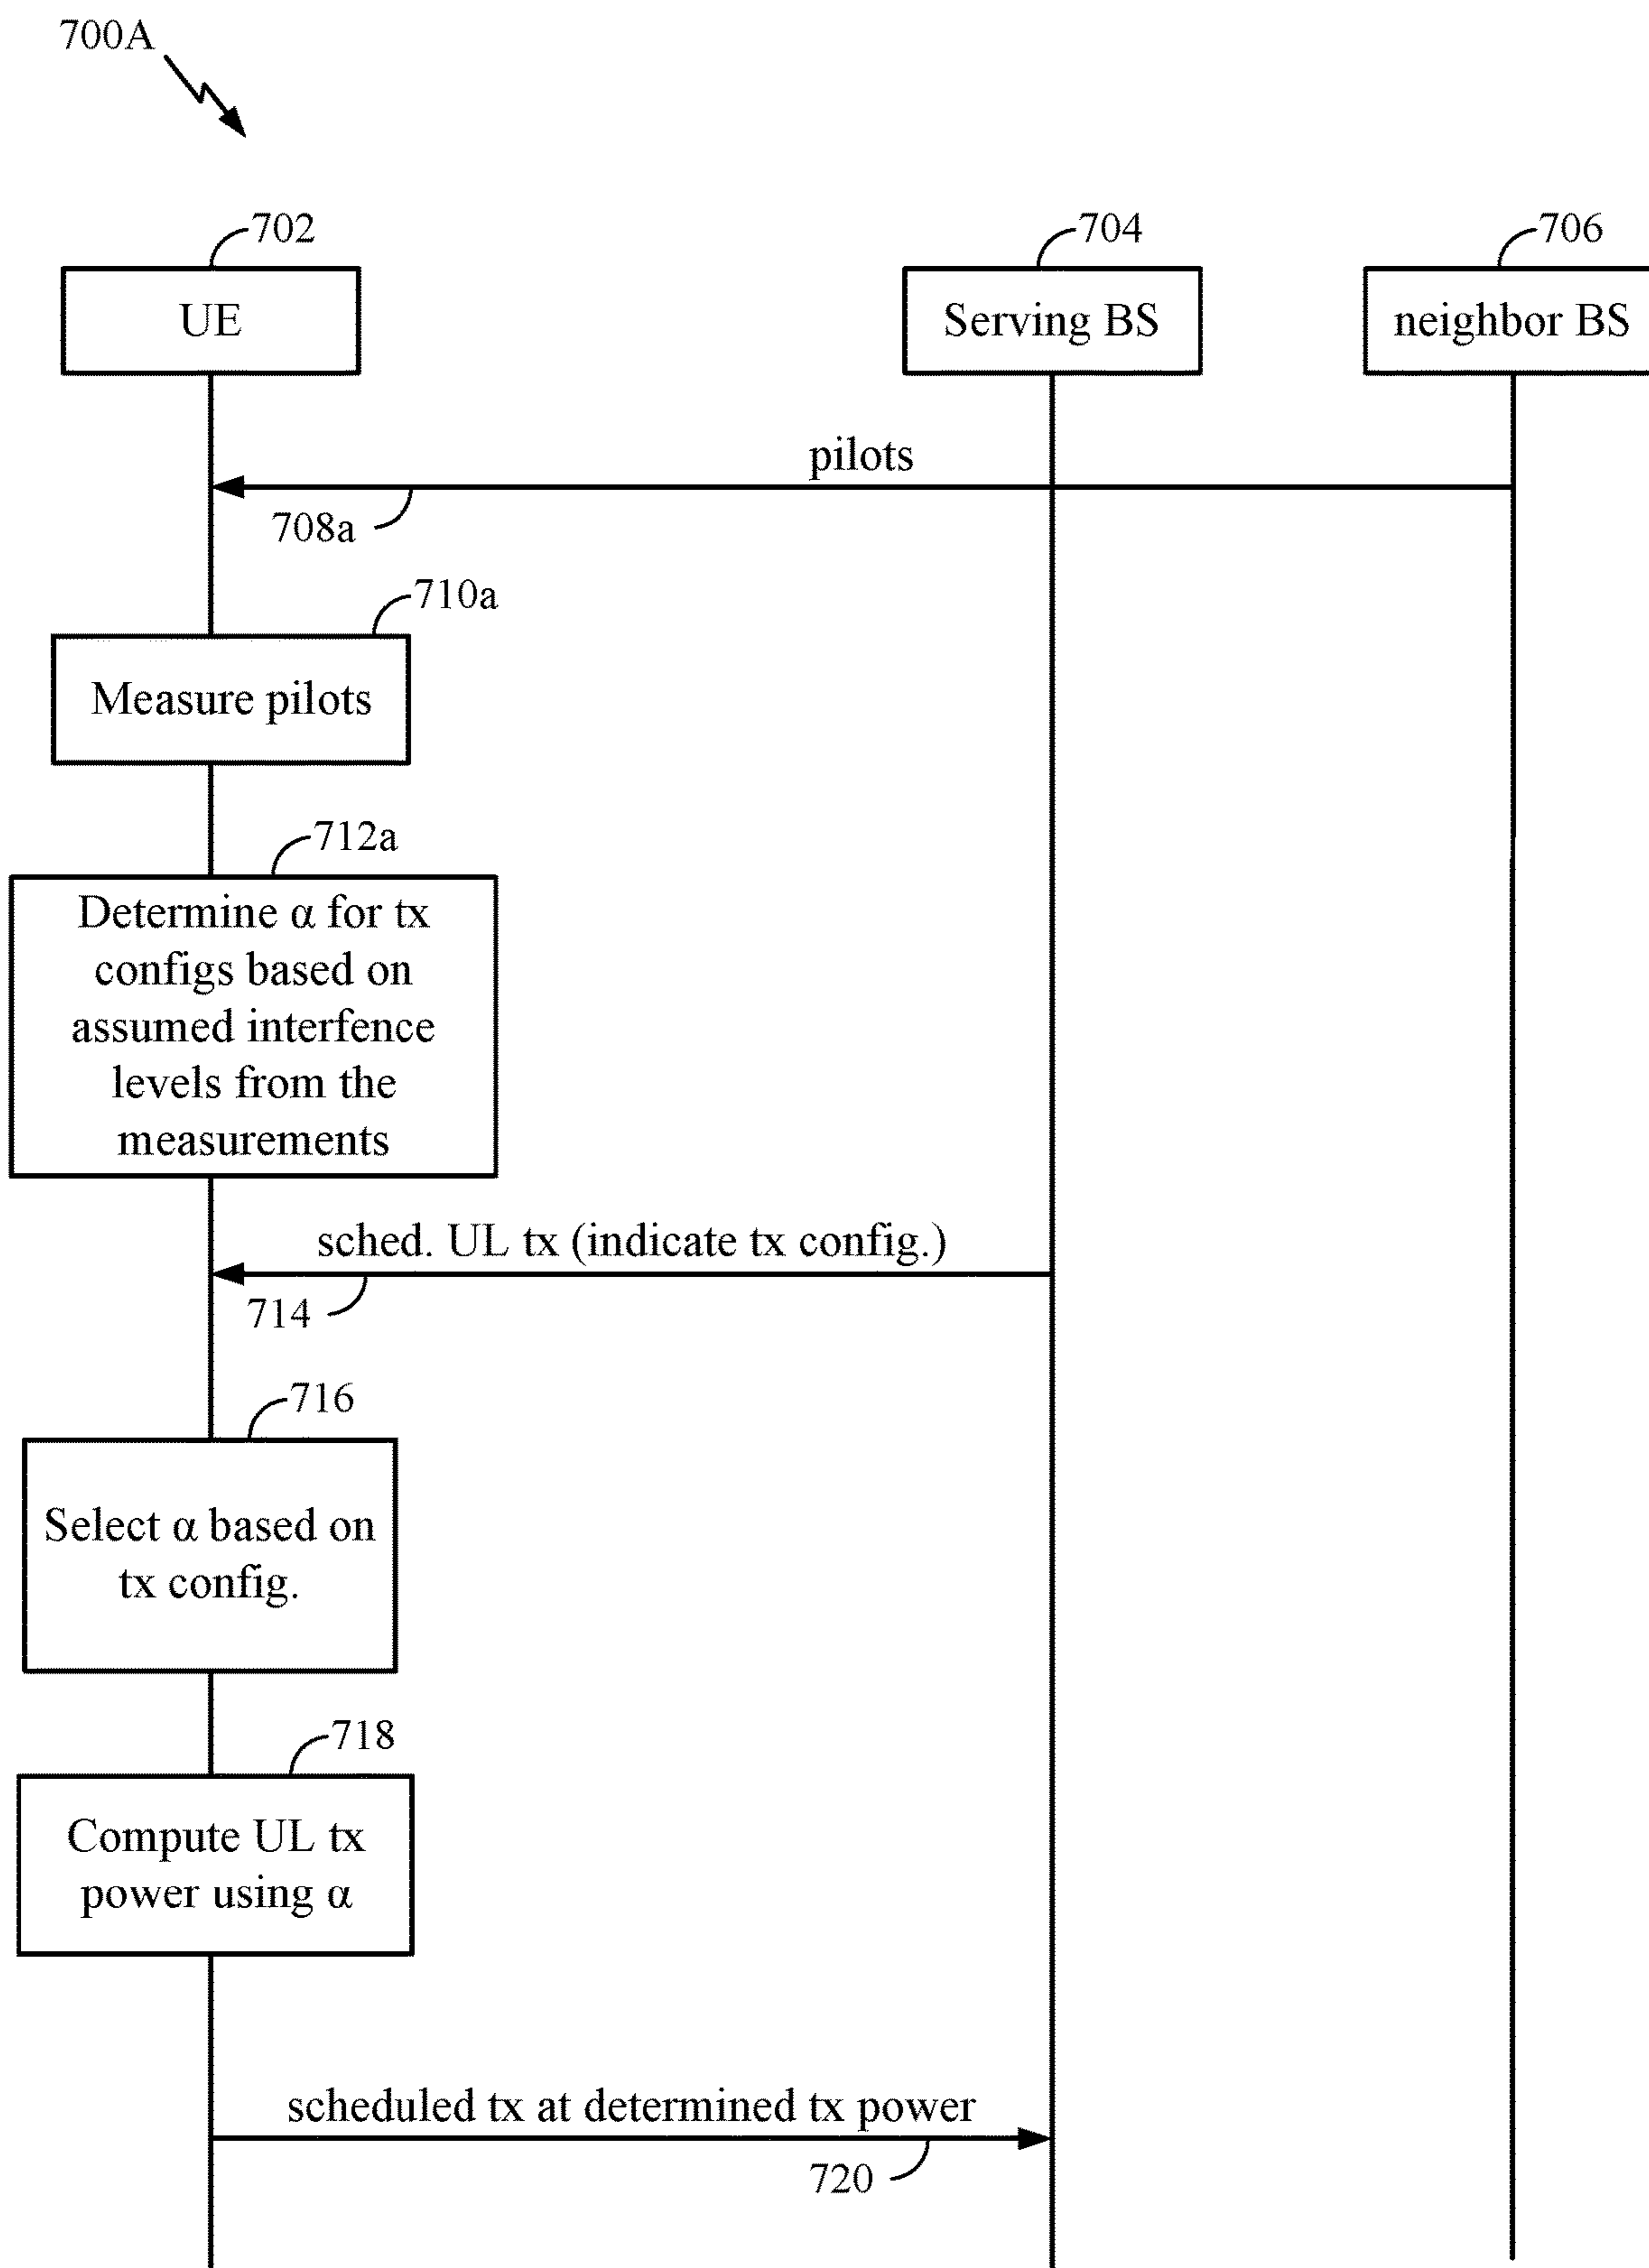 700A
702
704
706
UE
Serving BS
neighbor BS
pilots
708a
710a
Measure pilots
712a
Determine α for tx
configs based on
assumed interfence
levels from the
measurements
sched. UL tx (indicate tx config.)
714
716
Select α based on
tx config.
718
Compute UL tx
power using α
scheduled tx at determined tx power
720